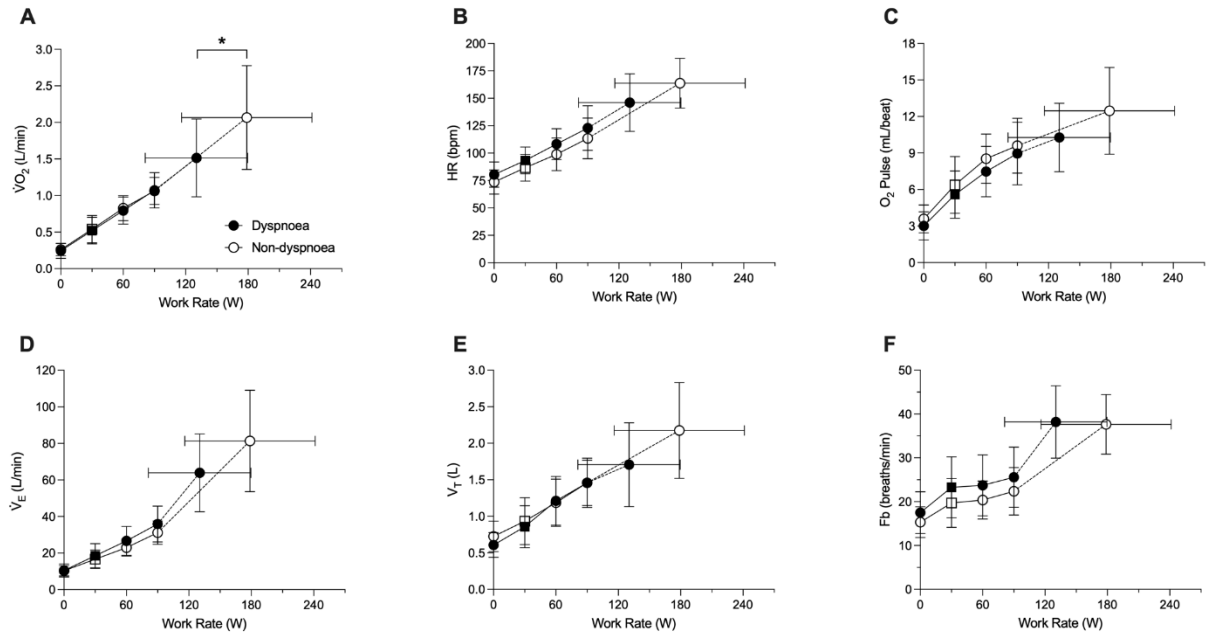 A
V̇O2 (L/min)
3.0
2.5
2.0
1.5
1.0
0.5
0.0
*
Dyspnoea
Non-dyspnoea
0 60 120 180 240
Work Rate (W)
B
HR (bpm)
200
175
150
125
100
75
50
25
0
0 60 120 180 240
Work Rate (W)
C
O2 Pulse (mL/beat)
18
15
12
9
6
3
0
0 60 120 180 240
Work Rate (W)
D
V̇E (L/min)
120
100
80
60
40
20
0
0 60 120 180 240
Work Rate (W)
E
VT (L)
3.0
2.5
2.0
1.5
1.0
0.5
0.0
0 60 120 180 240
Work Rate (W)
F
Fb (breaths/min)
50
40
30
20
10
0
0 60 120 180 240
Work Rate (W)